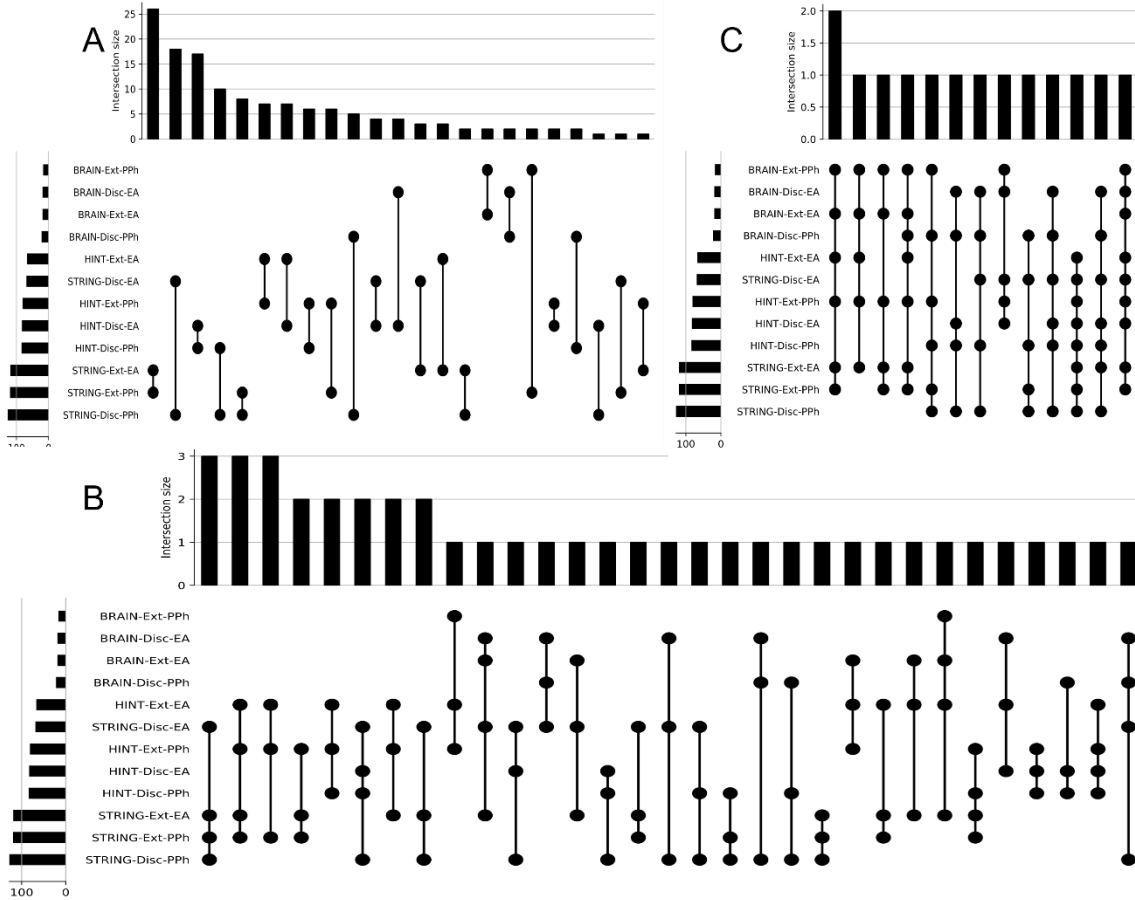 A
Intersection size
25
20
15
10
5
0
BRAIN-Ext-PPh
BRAIN-Disc-EA
BRAIN-Ext-EA
BRAIN-Disc-PPh
HINT-Ext-EA
STRING-Disc-EA
HINT-Ext-PPh
HINT-Disc-EA
HINT-Disc-PPh
STRING-Ext-EA
STRING-Ext-PPh
STRING-Disc-PPh
100 0
C
Intersection size
2.0
1.5
1.0
0.5
0.0
BRAIN-Ext-PPh
BRAIN-Disc-EA
BRAIN-Ext-EA
BRAIN-Disc-PPh
HINT-Ext-EA
STRING-Disc-EA
HINT-Ext-PPh
HINT-Disc-EA
HINT-Disc-PPh
STRING-Ext-EA
STRING-Ext-PPh
STRING-Disc-PPh
100 0
B
Intersection size
3
2
1
0
BRAIN-Ext-PPh
BRAIN-Disc-EA
BRAIN-Ext-EA
BRAIN-Disc-PPh
HINT-Ext-EA
STRING-Disc-EA
HINT-Ext-PPh
HINT-Disc-EA
HINT-Disc-PPh
STRING-Ext-EA
STRING-Ext-PPh
STRING-Disc-PPh
100 0